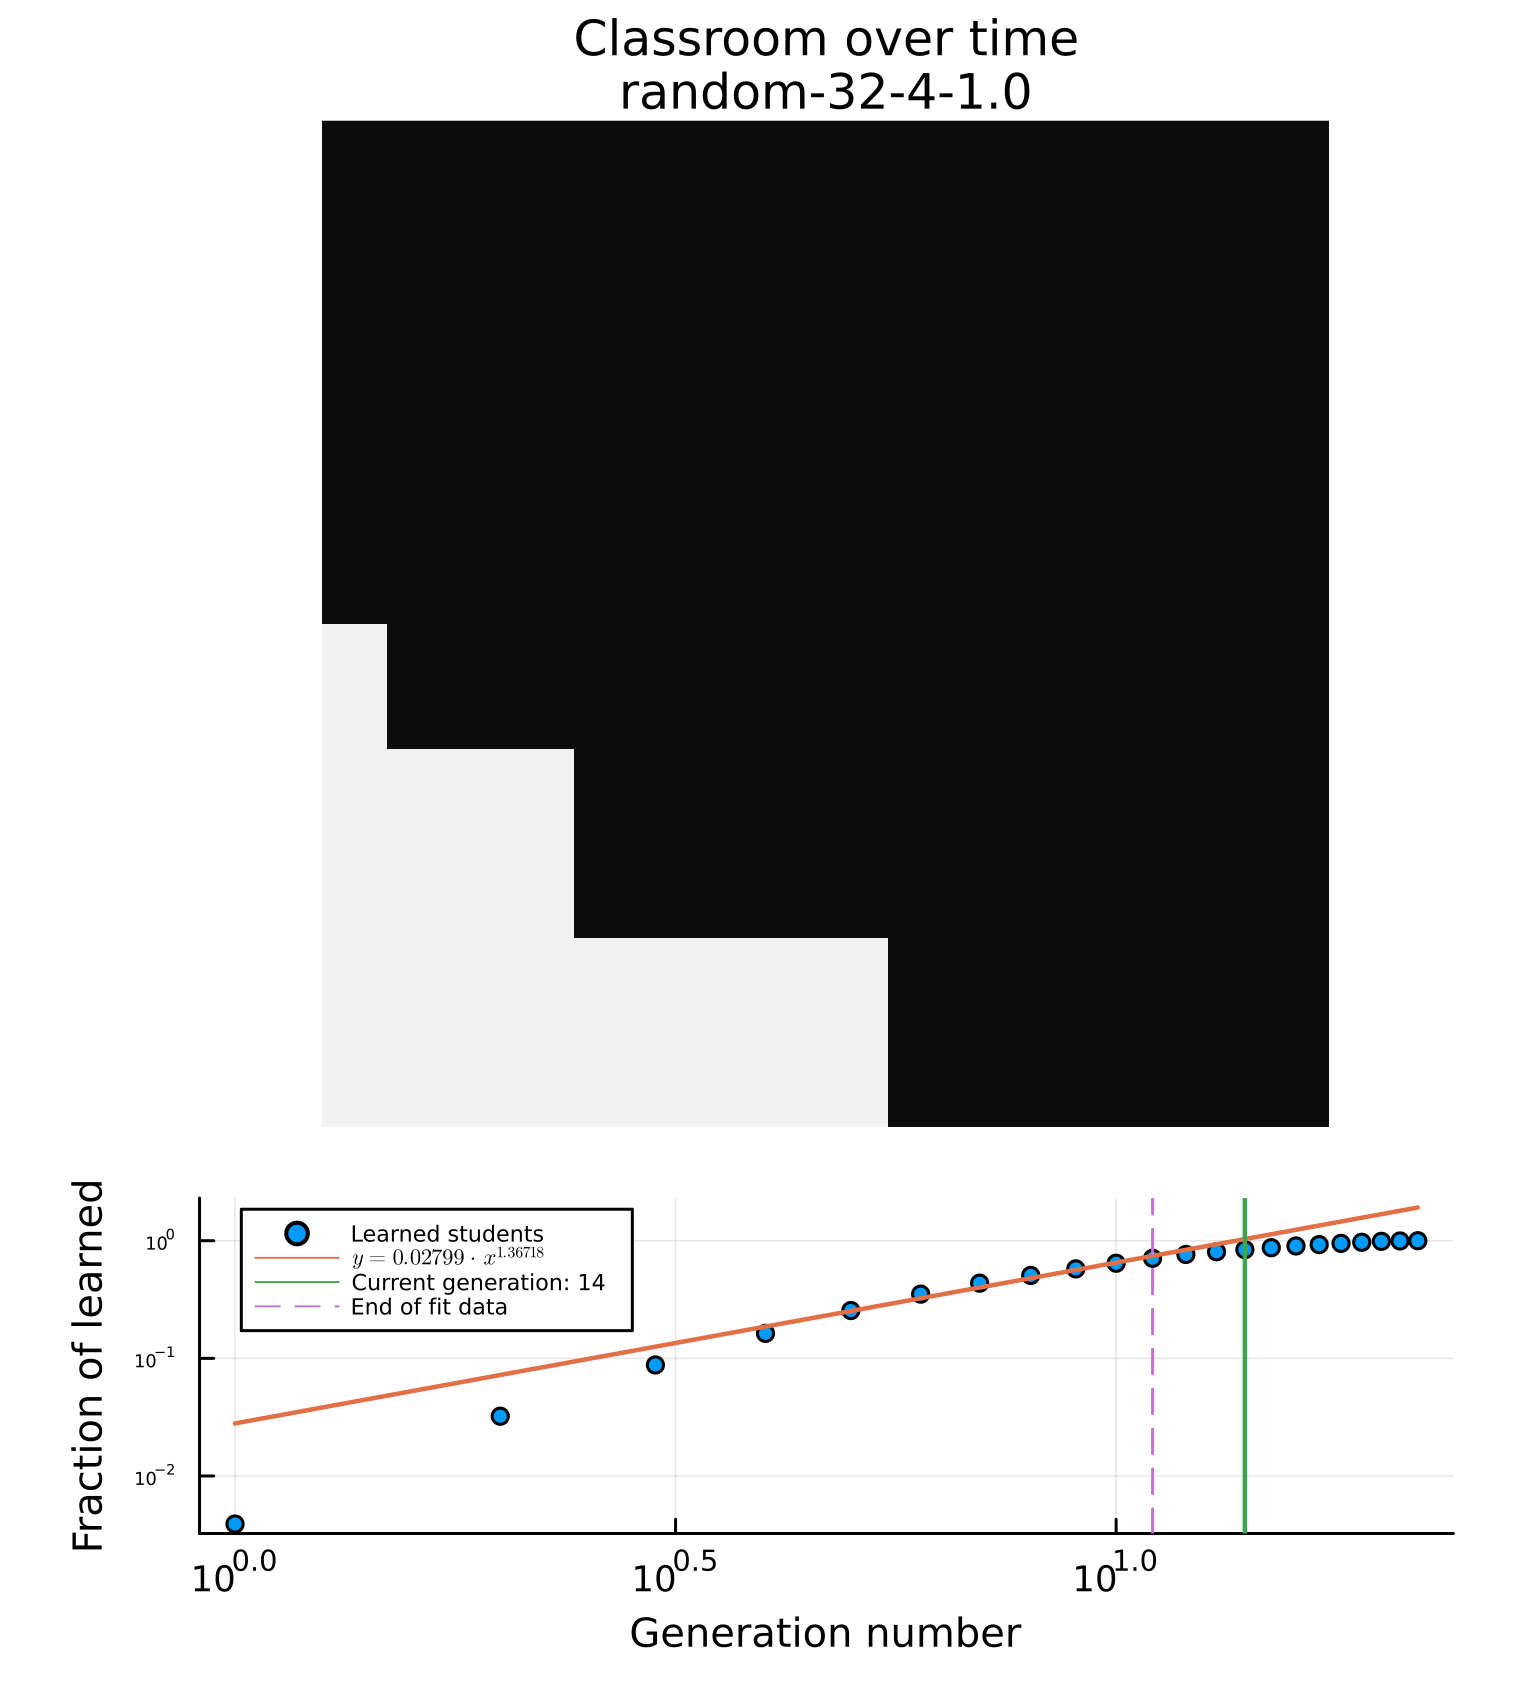 Classroom over time
random-32-4-1.0
Fraction of learned
Learned students
y = 0.02799 · x^1.36718
Current generation: 14
End of fit data
10^0
10^−1
10^−2
10^0.0
10^0.5
10^1.0
Generation number